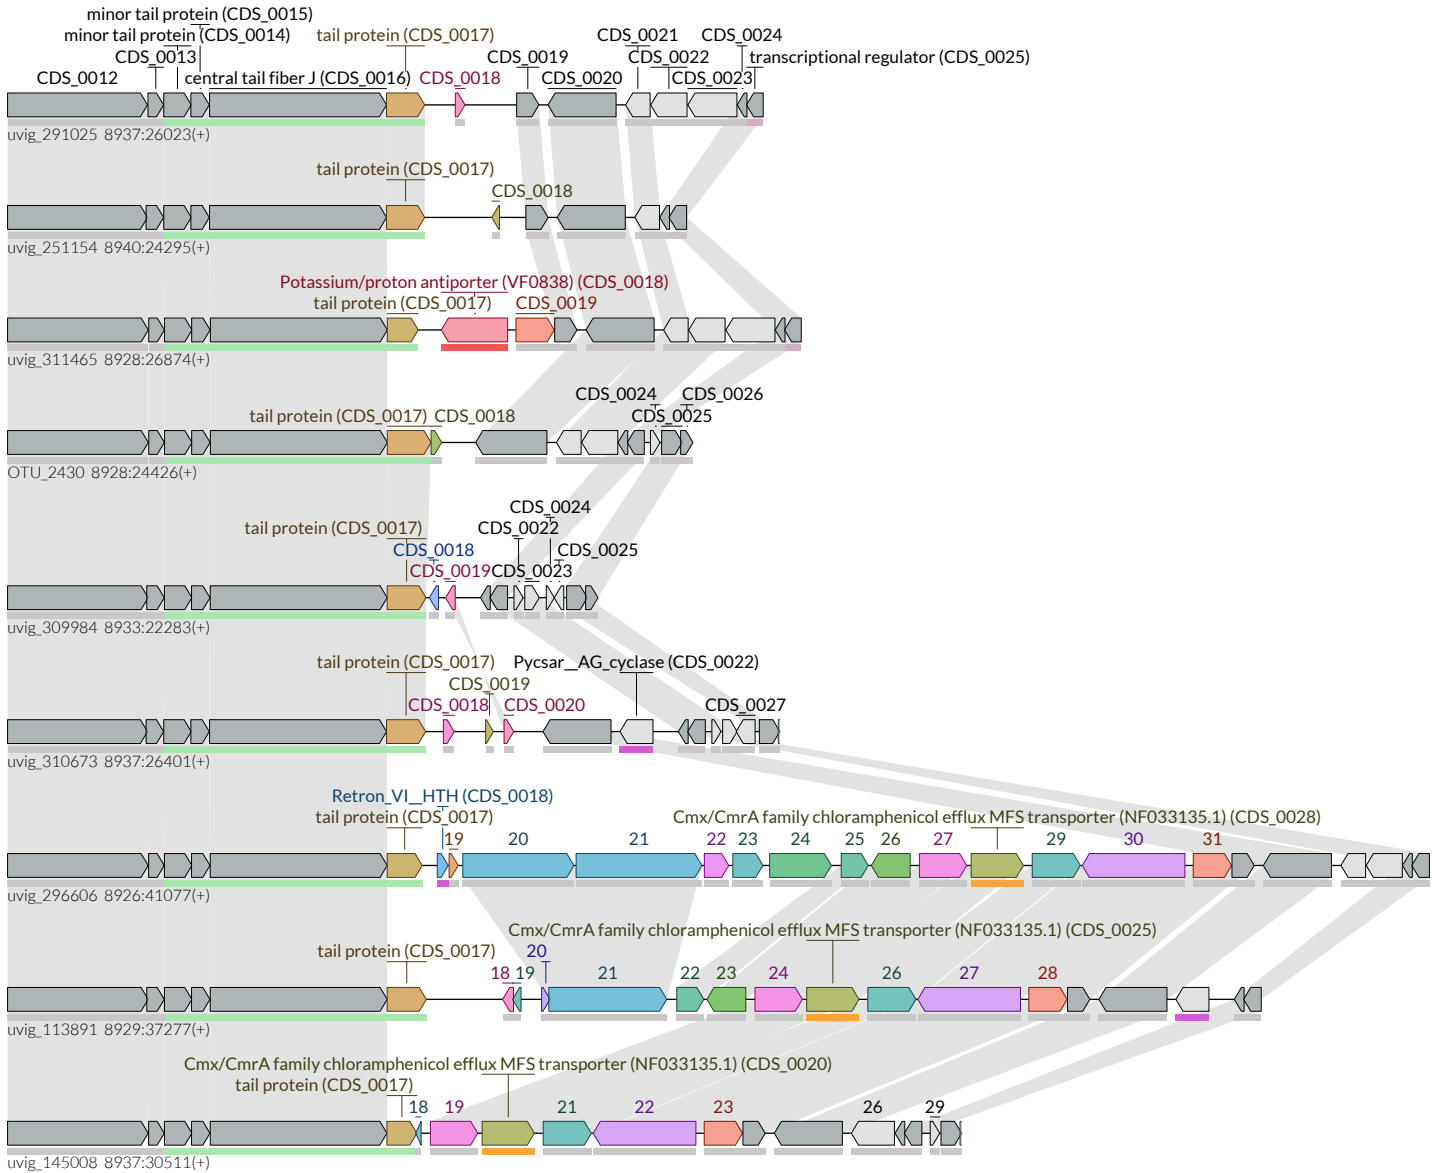 minor tail protein (CDS_0015)
minor tail protein (CDS_0014) tail protein (CDS_0017) CDS_0021 CDS_0024
CDS_0013 CDS_0019 CDS_0022 transcriptional regulator (CDS_0025)
CDS_0012 central tail fiber J (CDS_0016) CDS_0018 CDS_0020 CDS_0023
uvig_291025 8937:26023(+)
tail protein (CDS_0017)
CDS_0018
uvig_251154 8940:24295(+)
Potassium/proton antiporter (VF0838) (CDS_0018)
tail protein (CDS_0017) CDS_0019
uvig_311465 8928:26874(+)
CDS_0024 CDS_0026
tail protein (CDS_0017) CDS_0018 CDS_0025
OTU_2430 8928:24426(+)
CDS_0024
tail protein (CDS_0017) CDS_0022
CDS_0018 CDS_0025
CDS_0019 CDS_0023
uvig_309984 8933:22283(+)
tail protein (CDS_0017) Pycsar__AG_cyclase (CDS_0022)
CDS_0019
CDS_0018 CDS_0020 CDS_0027
uvig_310673 8937:26401(+)
Retron_VI__HTH (CDS_0018)
tail protein (CDS_0017) Cmx/CmrA family chloramphenicol efflux MFS transporter (NF033135.1) (CDS_0028)
19 20 21 22 23 24 25 26 27 29 30 31
uvig_296606 8926:41077(+)
Cmx/CmrA family chloramphenicol efflux MFS transporter (NF033135.1) (CDS_0025)
tail protein (CDS_0017) 20
18 19 21 22 23 24 26 27 28
uvig_113891 8929:37277(+)
Cmx/CmrA family chloramphenicol efflux MFS transporter (NF033135.1) (CDS_0020)
tail protein (CDS_0017)
18 19 21 22 23 26 29
uvig_145008 8937:30511(+)